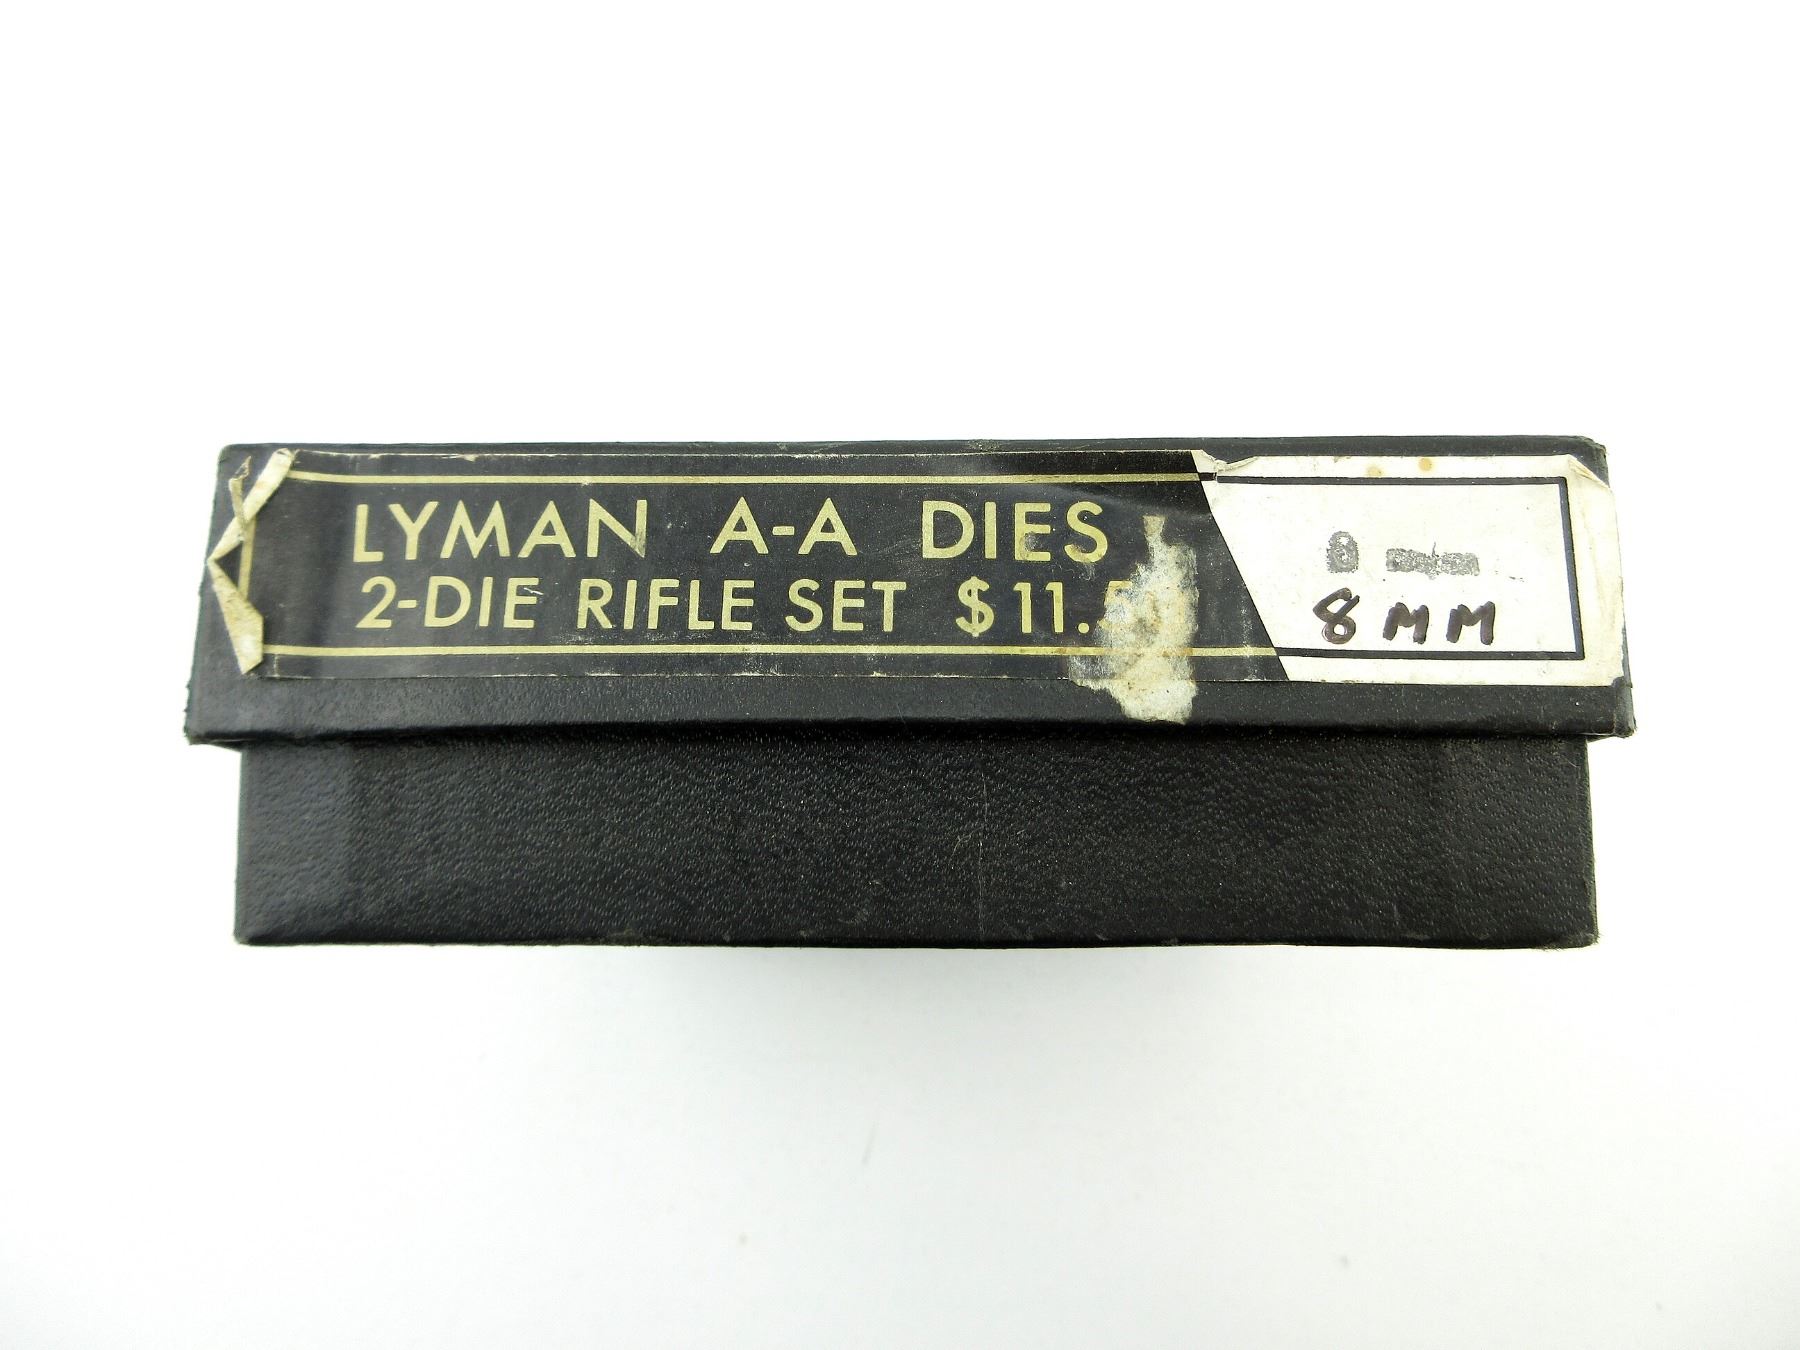 LYMAN A-A DIES
2-DIE RIFLE SET $11.
8 MM